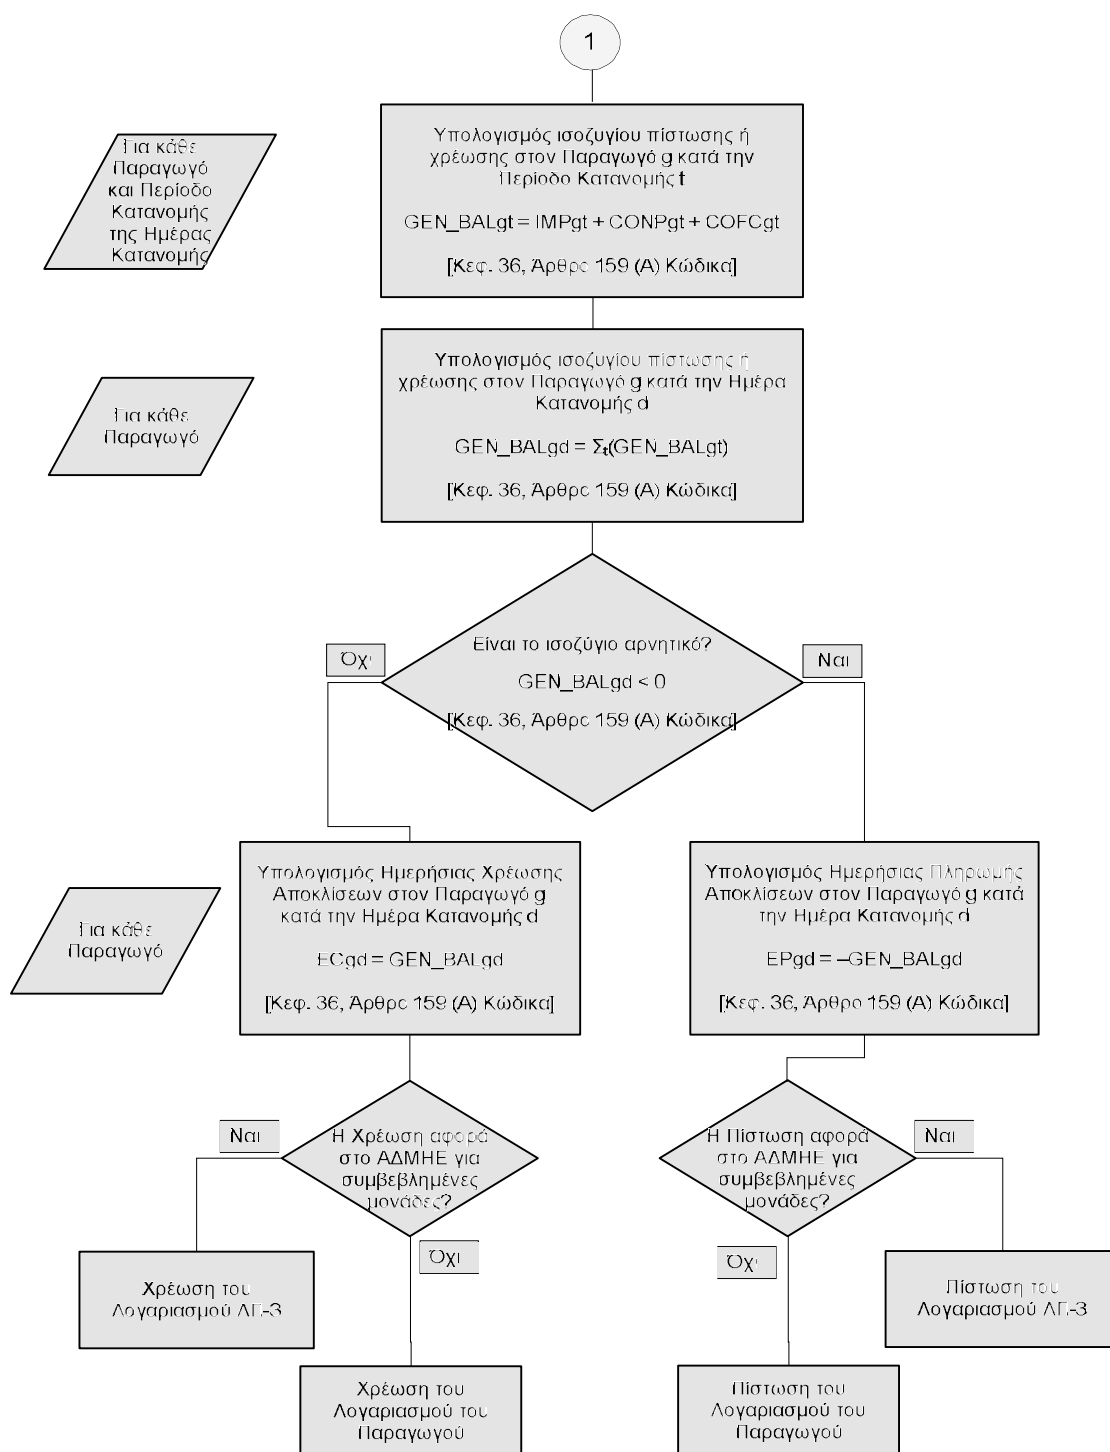 1
Για κάθε
Παραγωγό
και Περίοδο
Κατανομής
της Ημέρας
Κατανομής
Υπολογισμός ισοζυγίου πίστωσης ή
χρέωσης στον Παραγωγό g κατά την
Περίοδο Κατανομής t
GEN_BALgt = IMPgt + CONPgt + COFCgt
[Κεφ. 36, Άρθρο 159 (Α) Κώδικα]
Για κάθε
Παραγωγό
Υπολογισμός ισοζυγίου πίστωσης ή
χρέωσης στον Παραγωγό g κατά την Ημέρα
Κατανομής d
GEN_BALgd = Σt(GEN_BALgt)
[Κεφ. 36, Άρθρο 159 (Α) Κώδικα]
Είναι το ισοζύγιο αρνητικό?
GEN_BALgd < 0
[Κεφ. 36, Άρθρο 159 (Α) Κώδικα]
Όχι
Ναι
Για κάθε
Παραγωγό
Υπολογισμός Ημερήσιας Χρέωσης
Αποκλίσεων στον Παραγωγό g
κατά την Ημέρα Κατανομής d
ECgd = GEN_BALgd
[Κεφ. 36, Άρθρο 159 (Α) Κώδικα]
Υπολογισμός Ημερήσιας Πληρωμής
Αποκλίσεων στον Παραγωγό g κατά
την Ημέρα Κατανομής d
EPgd = –GEN_BALgd
[Κεφ. 36, Άρθρο 159 (Α) Κώδικα]
Ναι
Η Χρέωση αφορά
στο ΑΔΜΗΕ για
συμβεβλημένες
μονάδες?
Όχι
Η Πίστωση αφορά
στο ΑΔΜΗΕ για
συμβεβλημένες
μονάδες?
Ναι
Όχι
Χρέωση του
Λογαριασμού ΛΓ-3
Πίστωση του
Λογαριασμού ΛΓ-3
Χρέωση του
Λογαριασμού του
Παραγωγού
Πίστωση του
Λογαριασμού του
Παραγωγού